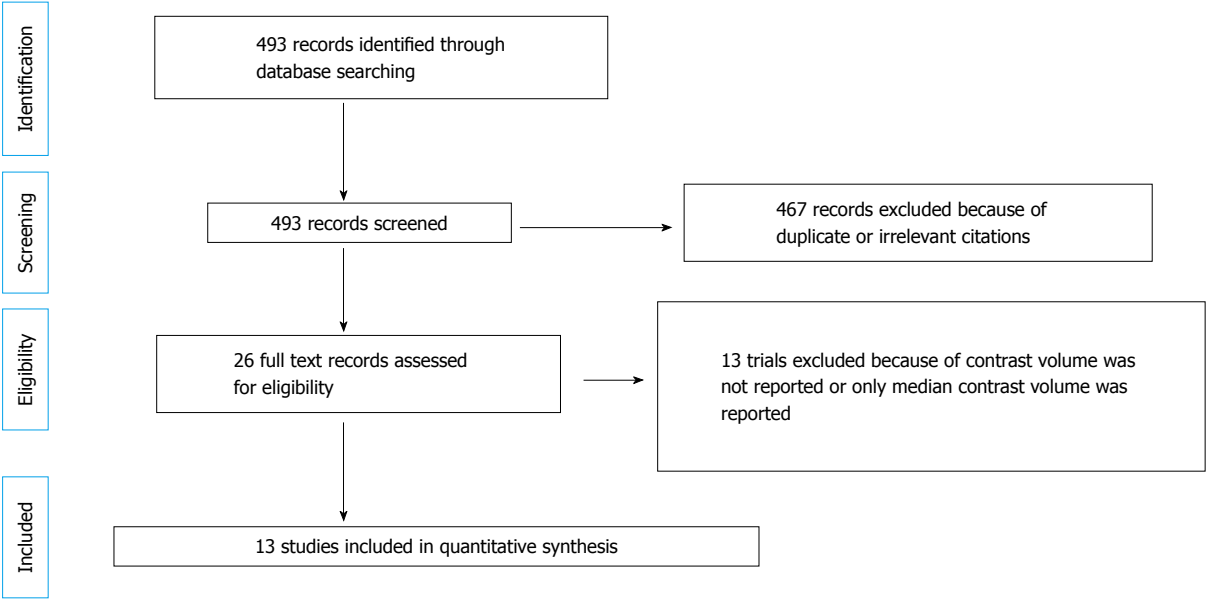 Identification
493 records identified through
database searching
Screening
493 records screened
467 records excluded because of
duplicate or irrelevant citations
Eligibility
26 full text records assessed
for eligibility
13 trials excluded because of contrast volume was
not reported or only median contrast volume was
reported
Included
13 studies included in quantitative synthesis